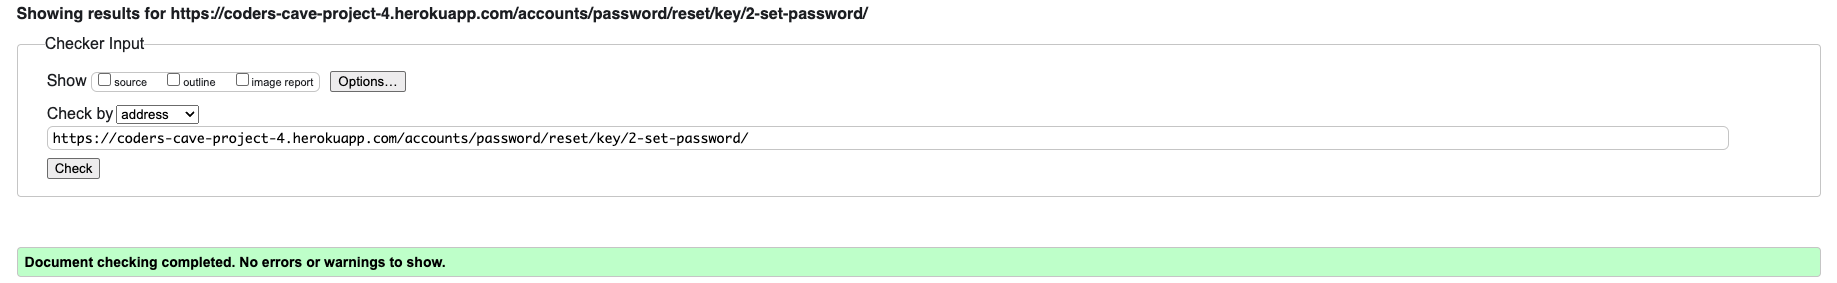 Showing results for https://coders-cave-project-4.herokuapp.com/accounts/password/reset/key/2-set-password/
Checker Input
Show source outline image report Options...
Check by address
https://coders-cave-project-4.herokuapp.com/accounts/password/reset/key/2-set-password/
Check
Document checking completed. No errors or warnings to show.